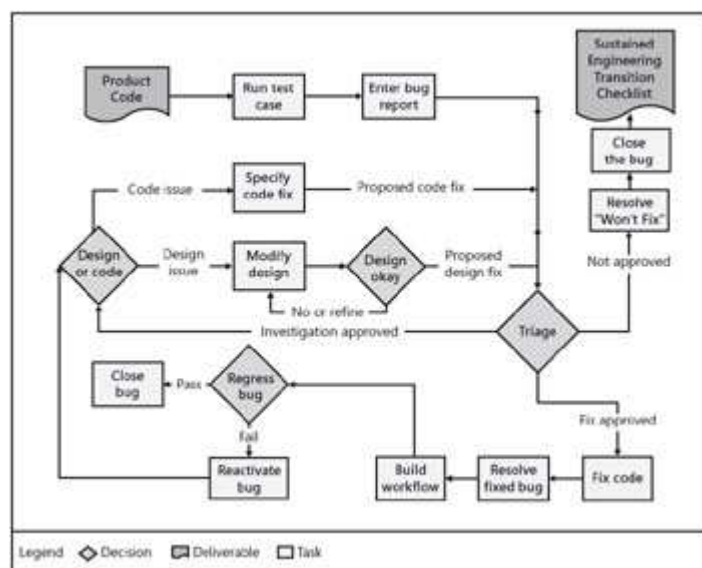 Product
Code
Run test
case
Enter bug
report
Sustained
Engineering
Transition
Checklist
Close
the bug
Resolve
"Won't Fix"
Not approved
Code issue
Specify
code fix
Proposed code fix
Design
or code
Design
issue
Modify
design
Design
okay
Proposed
design fix
No or refine
Investigation approved
Triage
Close
bug
Pass
Regress
bug
Fail
Reactivate
bug
Build
workflow
Resolve
fixed bug
Fix code
Fix approved
Legend
Decision
Deliverable
Task